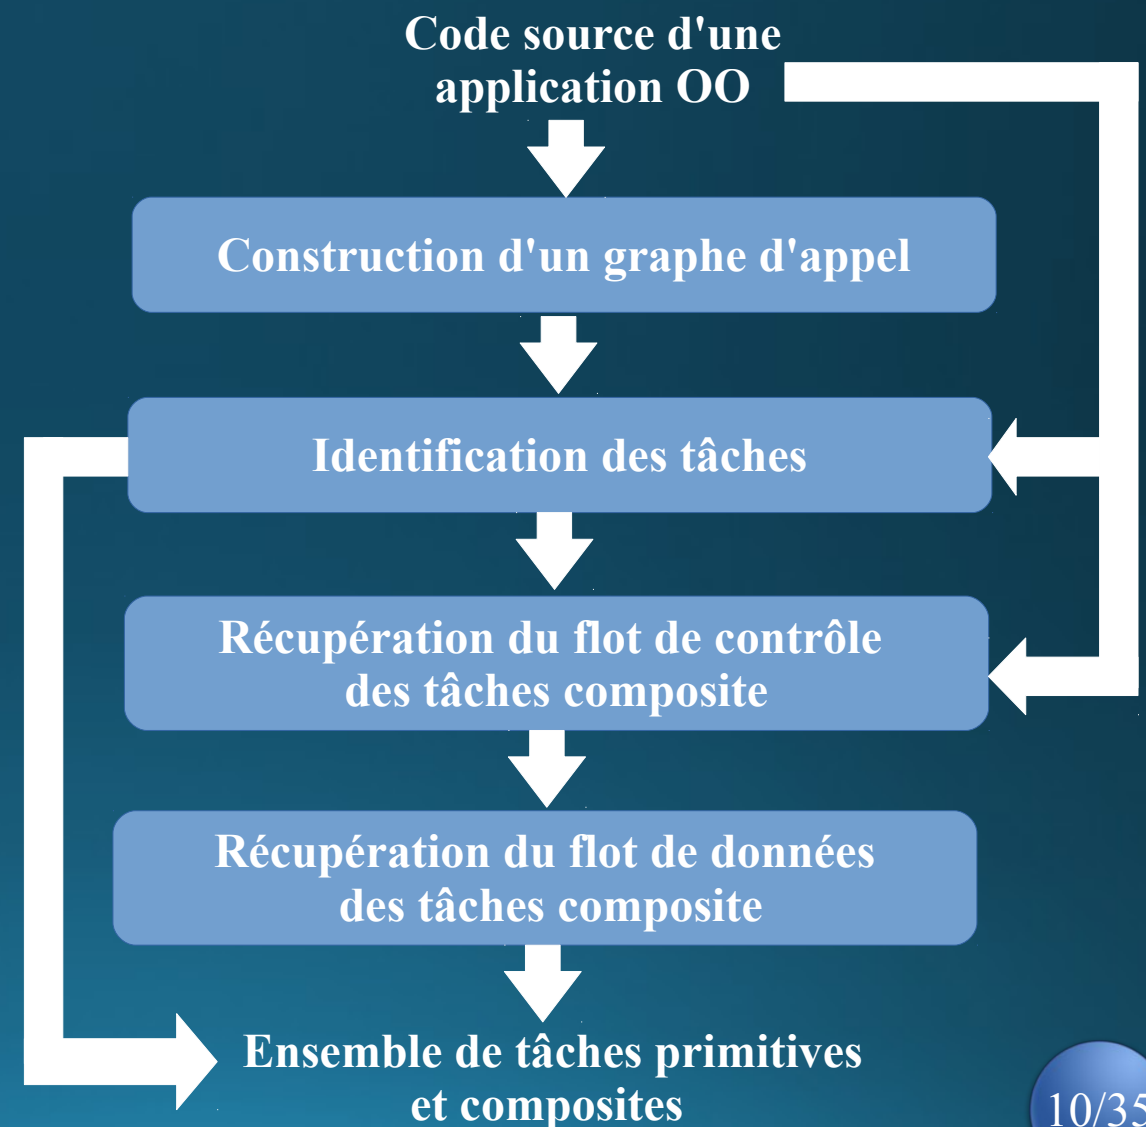 Code source d'une
application OO
Construction d'un graphe d'appel
Identification des tâches
Récupération du flot de contrôle
des tâches composite
Récupération du flot de données
des tâches composite
Ensemble de tâches primitives
et composites
10/35